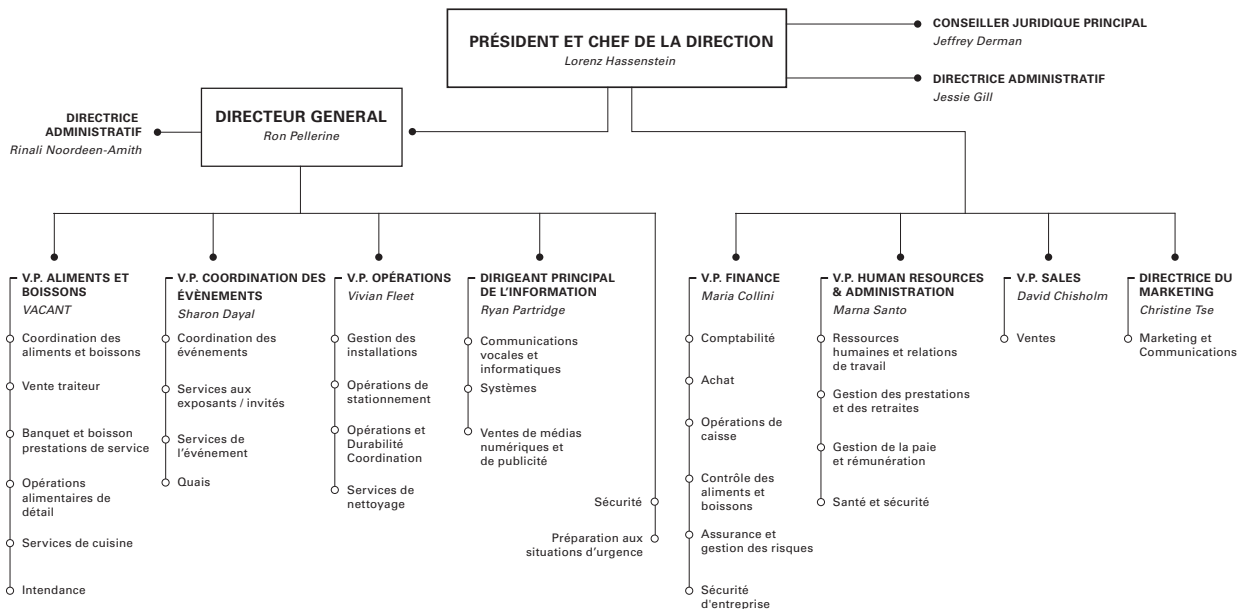 PRÉSIDENT ET CHEF DE LA DIRECTION
Lorenz Hassenstein
CONSEILLER JURIDIQUE PRINCIPAL
Jeffrey Derman
DIRECTRICE ADMINISTRATIF
Jessie Gill
DIRECTEUR GENERAL
Ron Pellerine
DIRECTRICE
ADMINISTRATIF
Rinali Noordeen-Amith
V.P. ALIMENTS ET
BOISSONS
VACANT
Coordination des
aliments et boissons
Vente traiteur
Banquet et boisson
prestations de service
Opérations
alimentaires de
détail
Services de cuisine
Intendance
V.P. COORDINATION DES
ÉVÈNEMENTS
Sharon Dayal
Coordination des
événements
Services aux
exposants / invités
Services de
l'événement
Quais
V.P. OPÉRATIONS
Vivian Fleet
Gestion des
installations
Opérations de
stationnement
Opérations et
Durabilité
Coordination
Services de
nettoyage
DIRIGEANT PRINCIPAL
DE L'INFORMATION
Ryan Partridge
Communications
vocales et
informatiques
Systèmes
Ventes de médias
numériques et
de publicité
Sécurité
Préparation aux
situations d'urgence
V.P. FINANCE
Maria Collini
Comptabilité
Achat
Opérations de
caisse
Contrôle des
aliments et
boissons
Assurance et
gestion des risques
Sécurité
d'entreprise
V.P. HUMAN RESOURCES
& ADMINISTRATION
Marna Santo
Ressources
humaines et relations
de travail
Gestion des prestations
et des retraites
Gestion de la paie
et rémunération
Santé et sécurité
V.P. SALES
David Chisholm
Ventes
DIRECTRICE DU
MARKETING
Christine Tse
Marketing et
Communications